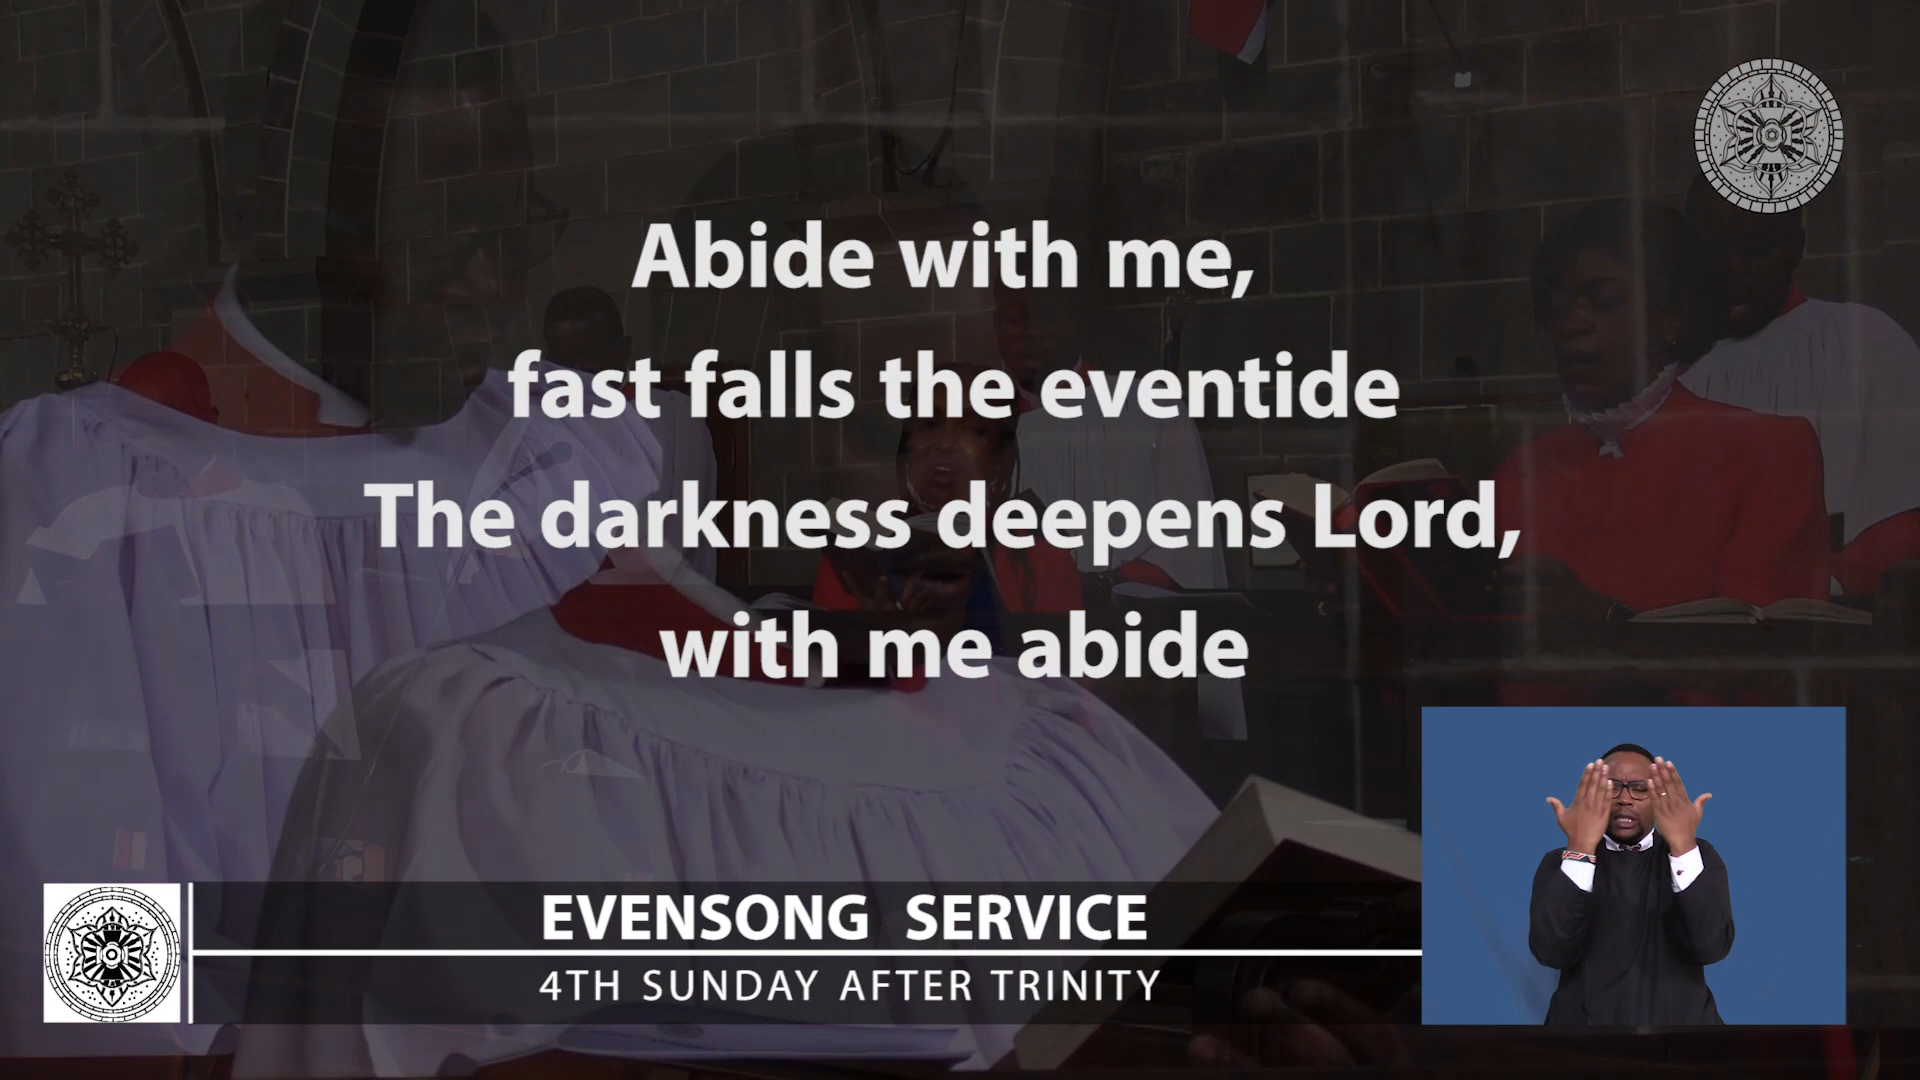 Abide with me,
fast falls the eventide
The darkness deepens Lord,
with me abide
EVENSONG SERVICE
4TH SUNDAY AFTER TRINITY